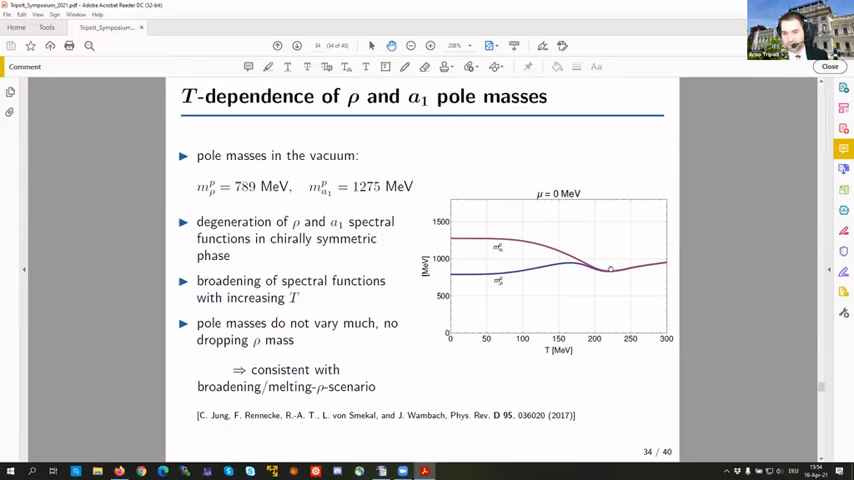 Tripolt_Symposium_2021.pdf - Adobe Acrobat Reader DC (32-bit)
File Edit View Sign Window Help
Home Tools Tripolt_Symposium_... ×
34 (34 of 40) 208%
Arno Tripolt
Comment Close
T-dependence of ρ and a₁ pole masses
▶ pole masses in the vacuum:
m^p_ρ = 789 MeV, m^p_a₁ = 1275 MeV
▶ degeneration of ρ and a₁ spectral
functions in chirally symmetric
phase
▶ broadening of spectral functions
with increasing T
▶ pole masses do not vary much, no
dropping ρ mass
⇒ consistent with
broadening/melting-ρ-scenario
μ = 0 MeV
1500
1000
500
0
[MeV]
0 50 100 150 200 250 300
T [MeV]
[C. Jung, F. Rennecke, R.-A. T., L. von Smekal, and J. Wambach, Phys. Rev. D 95, 036020 (2017)]
34 / 40
DEU
15:54
16-Apr-21